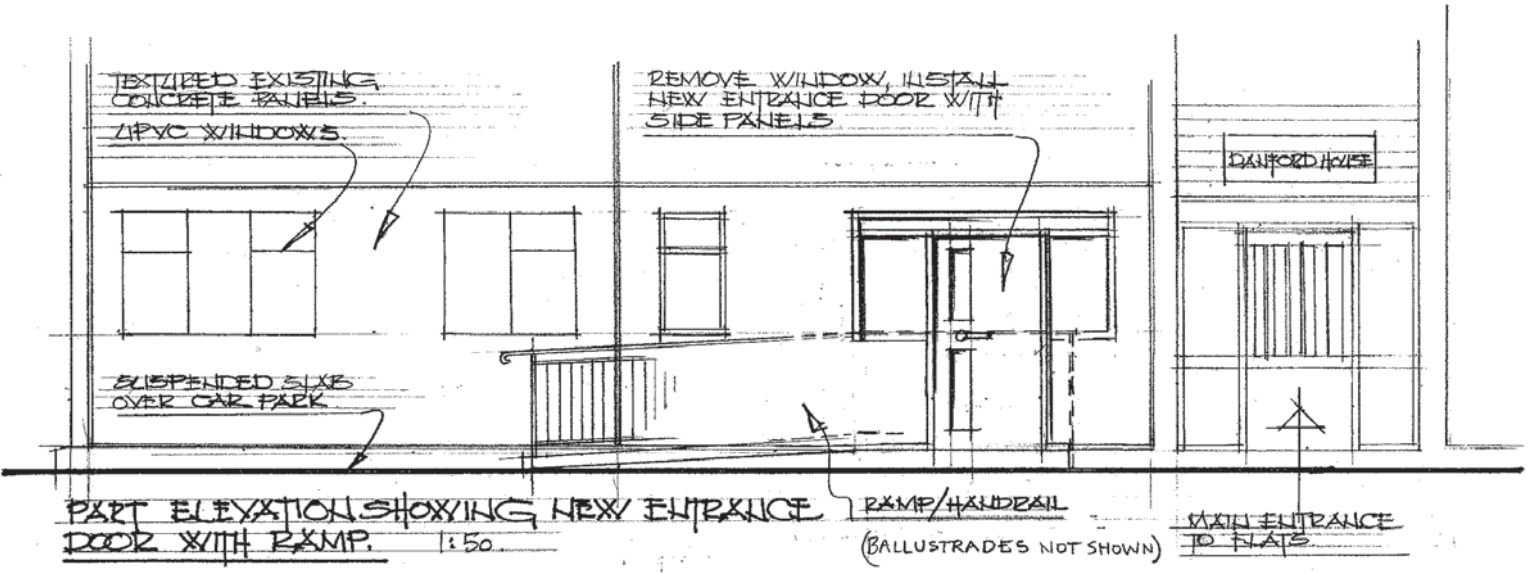 TEXTURED EXISTING
CONCRETE PANELS.
UPVC WINDOWS.
REMOVE WINDOW, INSTALL
NEW ENTRANCE DOOR WITH
SIDE PANELS
DANFORD HOUSE
SUSPENDED SLAB
OVER CAR PARK
PART ELEVATION SHOWING NEW ENTRANCE
DOOR WITH RAMP. 1:50.
RAMP/HANDRAIL
(BALLUSTRADES NOT SHOWN)
MAIN ENTRANCE
TO FLATS